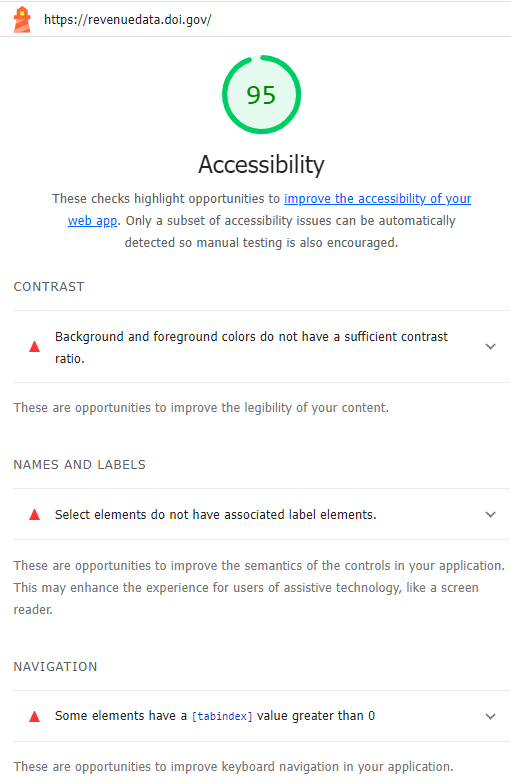 https://revenuedata.doi.gov/
95
Accessibility
These checks highlight opportunities to improve the accessibility of your
web app. Only a subset of accessibility issues can be automatically
detected so manual testing is also encouraged.
CONTRAST
Background and foreground colors do not have a sufficient contrast
ratio.
These are opportunities to improve the legibility of your content.
NAMES AND LABELS
Select elements do not have associated label elements.
These are opportunities to improve the semantics of the controls in your application.
This may enhance the experience for users of assistive technology, like a screen
reader.
NAVIGATION
Some elements have a [tabindex] value greater than 0
These are opportunities to improve keyboard navigation in your application.